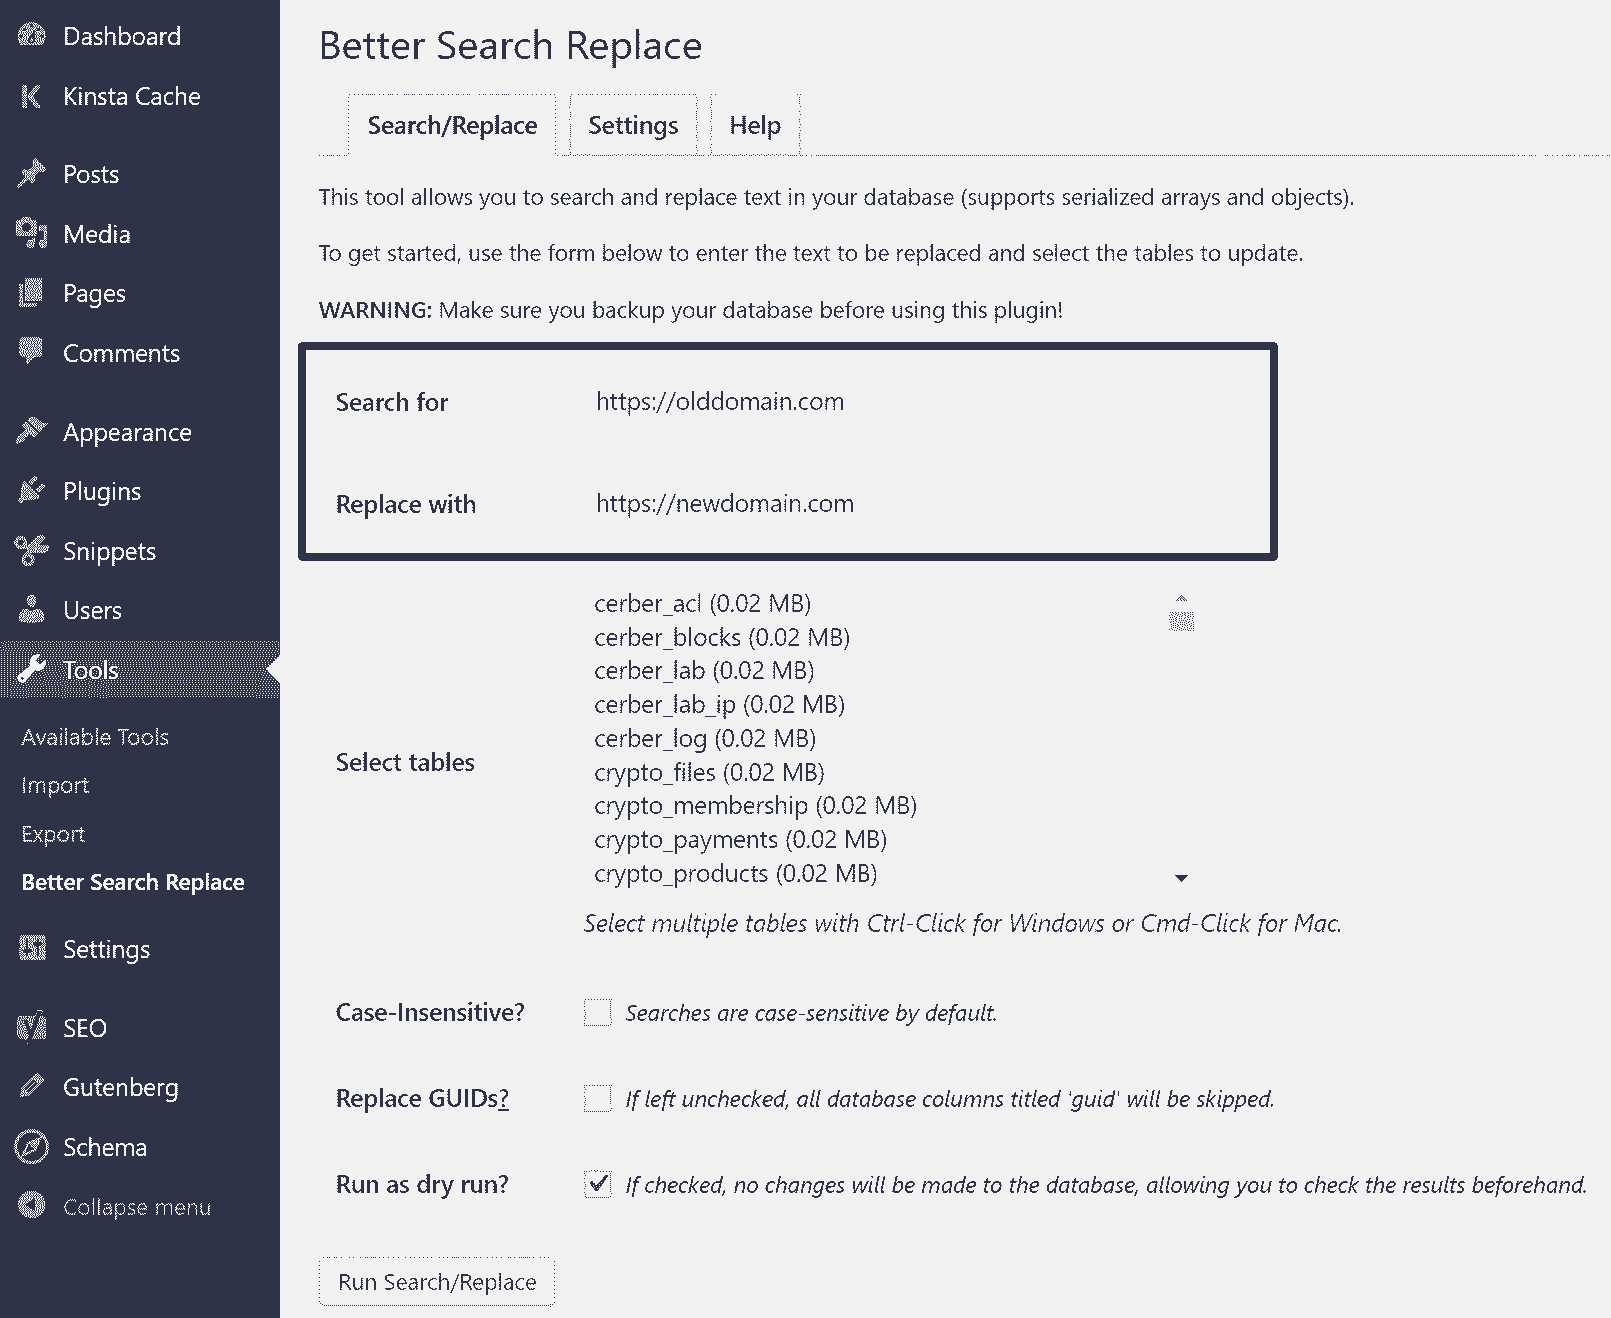 Dashboard
Kinsta Cache
Posts
Media
Pages
Comments
Appearance
Plugins
Snippets
Users
Tools
Available Tools
Import
Export
Better Search Replace
Settings
SEO
Gutenberg
Schema
Collapse menu
Better Search Replace
Search/Replace Settings Help
This tool allows you to search and replace text in your database (supports serialized arrays and objects).
To get started, use the form below to enter the text to be replaced and select the tables to update.
WARNING: Make sure you backup your database before using this plugin!
Search for https://olddomain.com
Replace with https://newdomain.com
Select tables
cerber_acl (0.02 MB)
cerber_blocks (0.02 MB)
cerber_lab (0.02 MB)
cerber_lab_ip (0.02 MB)
cerber_log (0.02 MB)
crypto_files (0.02 MB)
crypto_membership (0.02 MB)
crypto_payments (0.02 MB)
crypto_products (0.02 MB)
Select multiple tables with Ctrl-Click for Windows or Cmd-Click for Mac.
Case-Insensitive? Searches are case-sensitive by default.
Replace GUIDs? If left unchecked, all database columns titled 'guid' will be skipped.
Run as dry run? If checked, no changes will be made to the database, allowing you to check the results beforehand.
Run Search/Replace